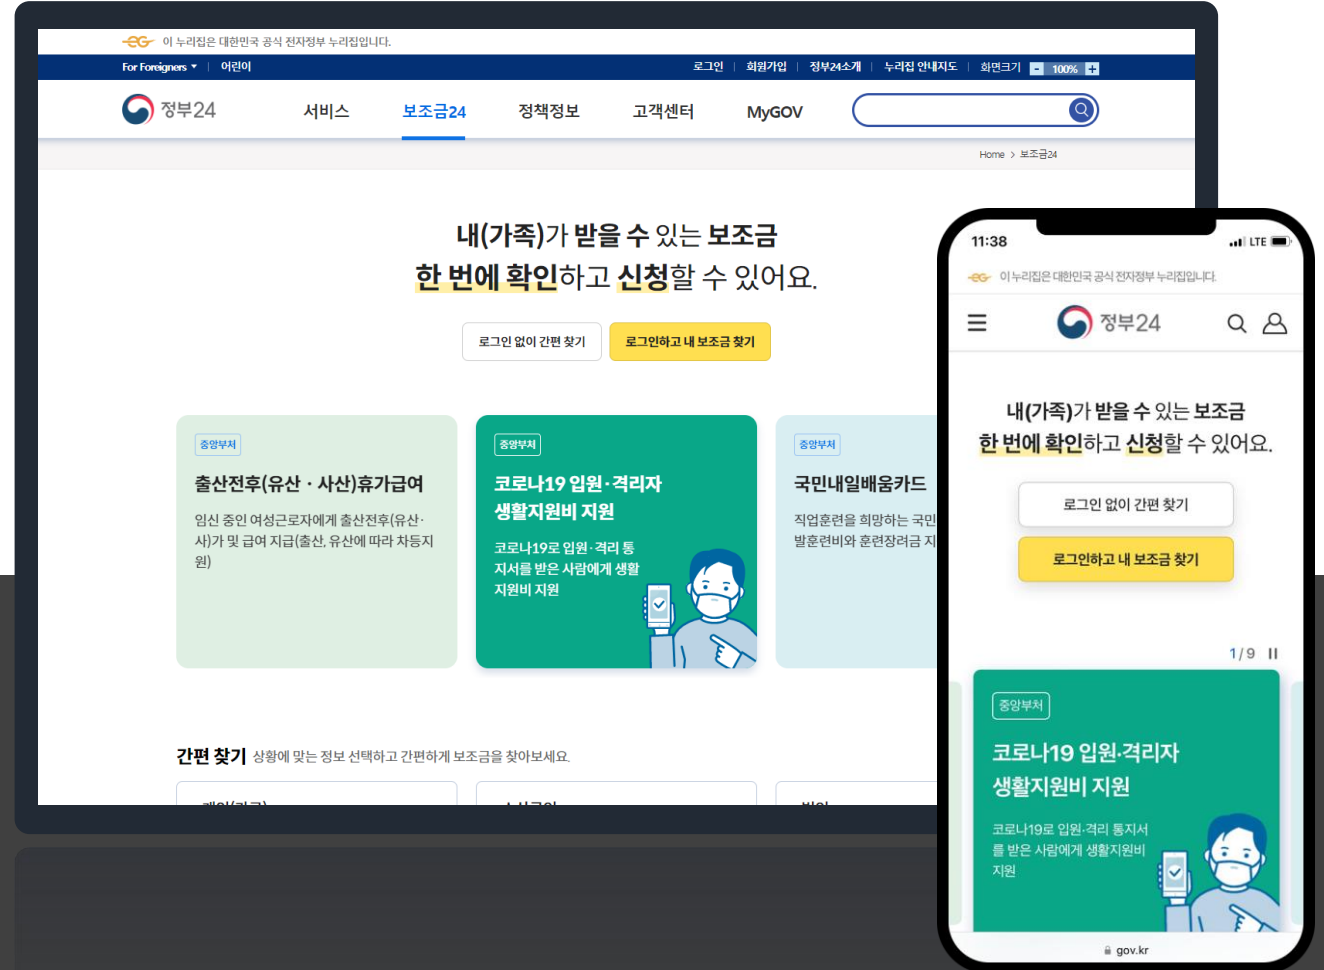 이 누리집은 대한민국 공식 전자정부 누리집입니다.
For Foreigners 어린이 로그인 회원가입 정부24소개 누리집 안내지도 화면크기 - 100% +
정부24 서비스 보조금24 정책정보 고객센터 MyGOV
Home > 보조금24
내(가족)가 받을 수 있는 보조금
한 번에 확인하고 신청할 수 있어요.
로그인 없이 간편 찾기 로그인하고 내 보조금 찾기
중앙부처
출산전후(유산·사산)휴가급여
임신 중인 여성근로자에게 출산전후(유산·
사)가 및 급여 지급(출산, 유산에 따라 차등지
원)
중앙부처
코로나19 입원·격리자
생활지원비 지원
코로나19로 입원·격리 통
지서를 받은 사람에게 생활
지원비 지원
중앙부처
국민내일배움카드
직업훈련을 희망하는 국민
발훈련비와 훈련장려금 지
간편 찾기 상황에 맞는 정보 선택하고 간편하게 보조금을 찾아보세요.
11:38 LTE
이 누리집은 대한민국 공식 전자정부 누리집입니다.
정부24
내(가족)가 받을 수 있는 보조금
한 번에 확인하고 신청할 수 있어요.
로그인 없이 간편 찾기
로그인하고 내 보조금 찾기
1/9
중앙부처
코로나19 입원·격리자
생활지원비 지원
코로나19로 입원·격리 통지서
를 받은 사람에게 생활지원비
지원
gov.kr